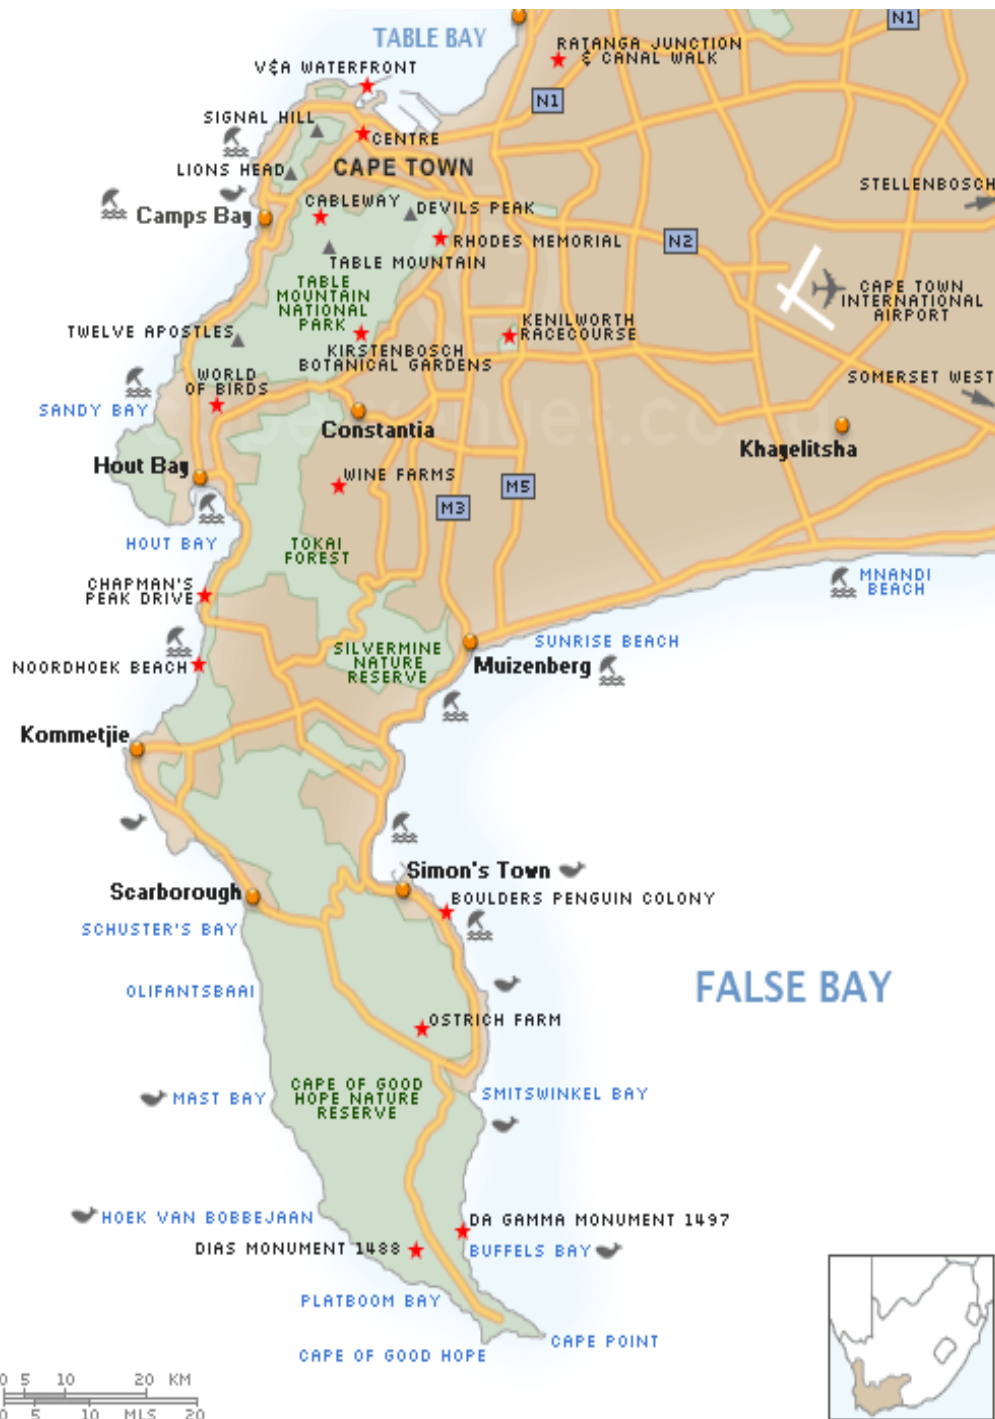 N1
TABLE BAY
RATANGA JUNCTION
& CANAL WALK
V&A WATERFRONT
N1
SIGNAL HILL
CENTRE
LIONS HEAD
CAPE TOWN
STELLENBOSCH
CABLEWAY
DEVILS PEAK
Camps Bay
RHODES MEMORIAL
N2
TABLE MOUNTAIN
TABLE
MOUNTAIN
NATIONAL
PARK
CAPE TOWN
INTERNATIONAL
AIRPORT
TWELVE APOSTLES
KENILWORTH
RACECOURSE
KIRSTENBOSCH
BOTANICAL GARDENS
WORLD
OF BIRDS
SOMERSET WEST
SANDY BAY
Constantia
Khayelitsha
Hout Bay
WINE FARMS
M5
M3
HOUT BAY
TOKAI
FOREST
CHAPMAN'S
PEAK DRIVE
MNANDI
BEACH
SUNRISE BEACH
SILVERMINE
NATURE
RESERVE
NOORDHOEK BEACH
Muizenberg
Kommetjie
Simon's Town
Scarborough
BOULDERS PENGUIN COLONY
SCHUSTER'S BAY
OLIFANTSBAAI
FALSE BAY
OSTRICH FARM
CAPE OF GOOD
HOPE NATURE
RESERVE
MAST BAY
SMITSWINKEL BAY
HOEK VAN BOBBEJAAN
DA GAMMA MONUMENT 1497
DIAS MONUMENT 1488
BUFFELS BAY
PLATBOOM BAY
CAPE POINT
CAPE OF GOOD HOPE
0 5 10 20 KM
0 5 10 MLS 20